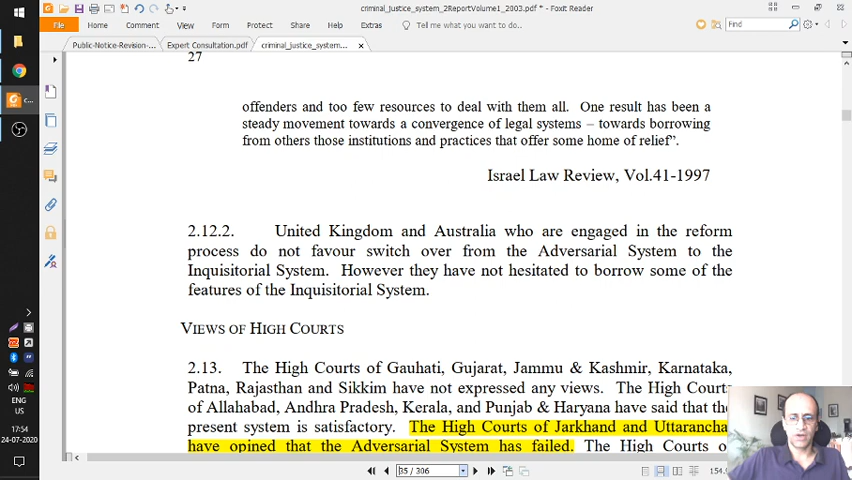 criminal_justice_system_2ReportVolume1_2003.pdf * - Foxit Reader
File Home Comment View Form Protect Share Help Extras Tell me what you want to do..
Find
Public-Notice-Revision-... Expert Consultation.pdf criminal_justice_system...
27
offenders and too few resources to deal with them all. One result has been a
steady movement towards a convergence of legal systems – towards borrowing
from others those institutions and practices that offer some home of relief”.
Israel Law Review, Vol.41-1997
2.12.2. United Kingdom and Australia who are engaged in the reform
process do not favour switch over from the Adversarial System to the
Inquisitorial System. However they have not hesitated to borrow some of the
features of the Inquisitorial System.
VIEWS OF HIGH COURTS
2.13. The High Courts of Gauhati, Gujarat, Jammu & Kashmir, Karnataka,
Patna, Rajasthan and Sikkim have not expressed any views. The High Courts
of Allahabad, Andhra Pradesh, Kerala, and Punjab & Haryana have said that the
present system is satisfactory. The High Courts of Jarkhand and Uttarancha
have opined that the Adversarial System has failed. The High Courts o
35 / 306
154.
ENG
US
17:54
24-07-2020